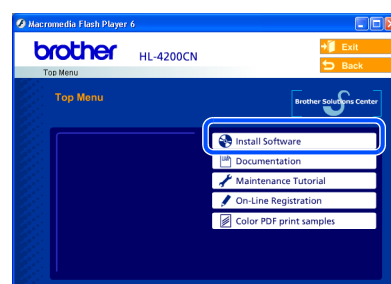 Macromedia Flash Player 6
brother
HL-4200CN
Exit
Back
Top Menu
Top Menu
Brother Solutions Center
Install Software
Documentation
Maintenance Tutorial
On-Line Registration
Color PDF print samples